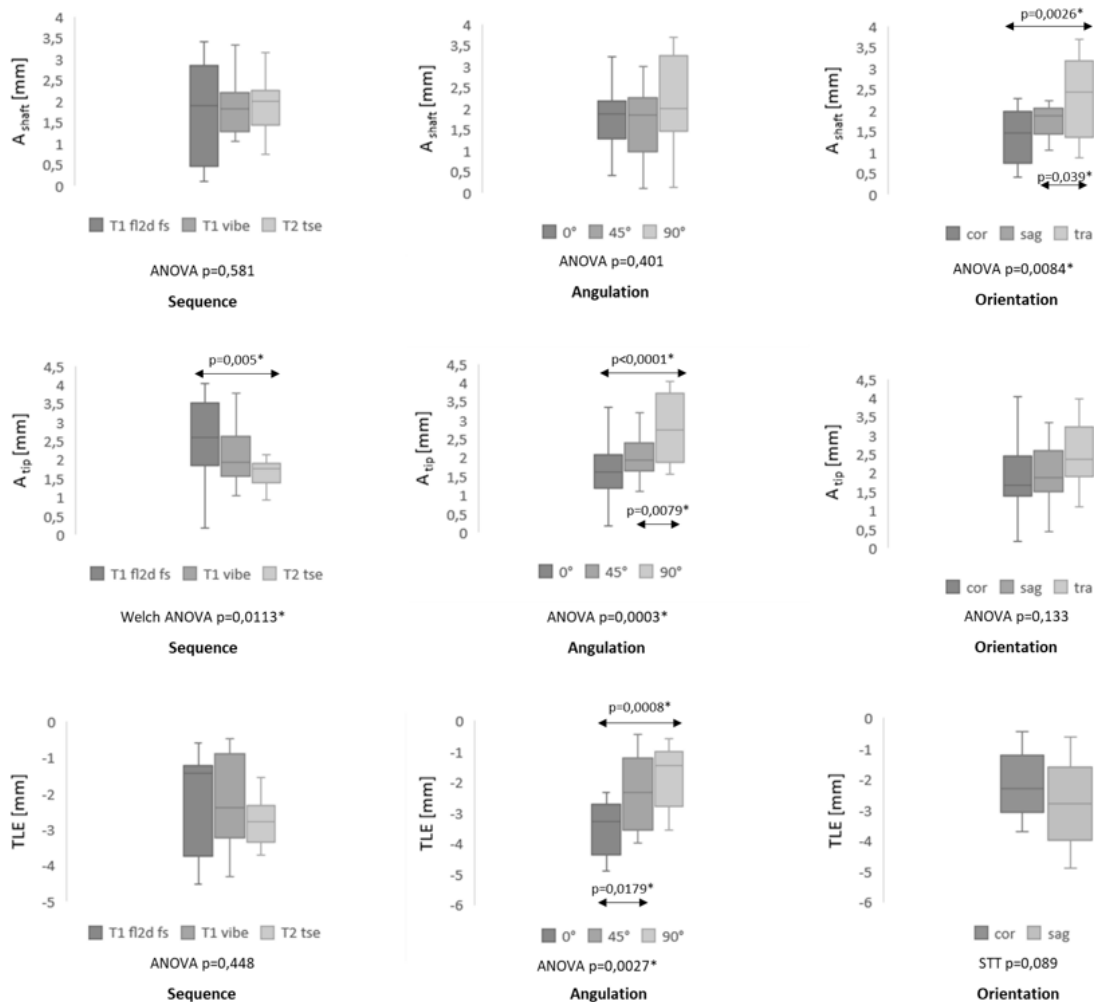 A shaft [mm]
4
3,5
3
2,5
2
1,5
1
0,5
0
T1 fl2d fs T1 vibe T2 tse
ANOVA p=0,581
Sequence
A shaft [mm]
4
3,5
3
2,5
2
1,5
1
0,5
0
0° 45° 90°
ANOVA p=0,401
Angulation
p=0,0026*
A shaft [mm]
4
3,5
3
2,5
2
1,5
1
0,5
0
p=0,039*
cor sag tra
ANOVA p=0,0084*
Orientation
p=0,005*
A tip [mm]
4,5
4
3,5
3
2,5
2
1,5
1
0,5
0
T1 fl2d fs T1 vibe T2 tse
Welch ANOVA p=0,0113*
Sequence
p<0,0001*
A tip [mm]
4,5
4
3,5
3
2,5
2
1,5
1
0,5
0
p=0,0079*
0° 45° 90°
ANOVA p=0,0003*
Angulation
A tip [mm]
4,5
4
3,5
3
2,5
2
1,5
1
0,5
0
cor sag tra
ANOVA p=0,133
Orientation
TLE [mm]
0
-1
-2
-3
-4
-5
T1 fl2d fs T1 vibe T2 tse
ANOVA p=0,448
Sequence
p=0,0008*
TLE [mm]
0
-1
-2
-3
-4
-5
-6
p=0,0179*
0° 45° 90°
ANOVA p=0,0027*
Angulation
TLE [mm]
0
-1
-2
-3
-4
-5
-6
cor sag
STT p=0,089
Orientation